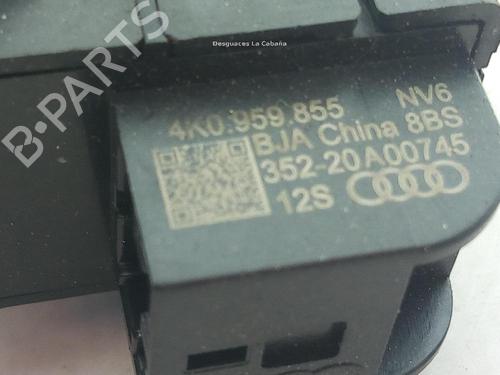 Desguaces La Cabaña
B-PARTS
4K0.959.855 NV6
BJA China 8BS
352-20A00745
12S